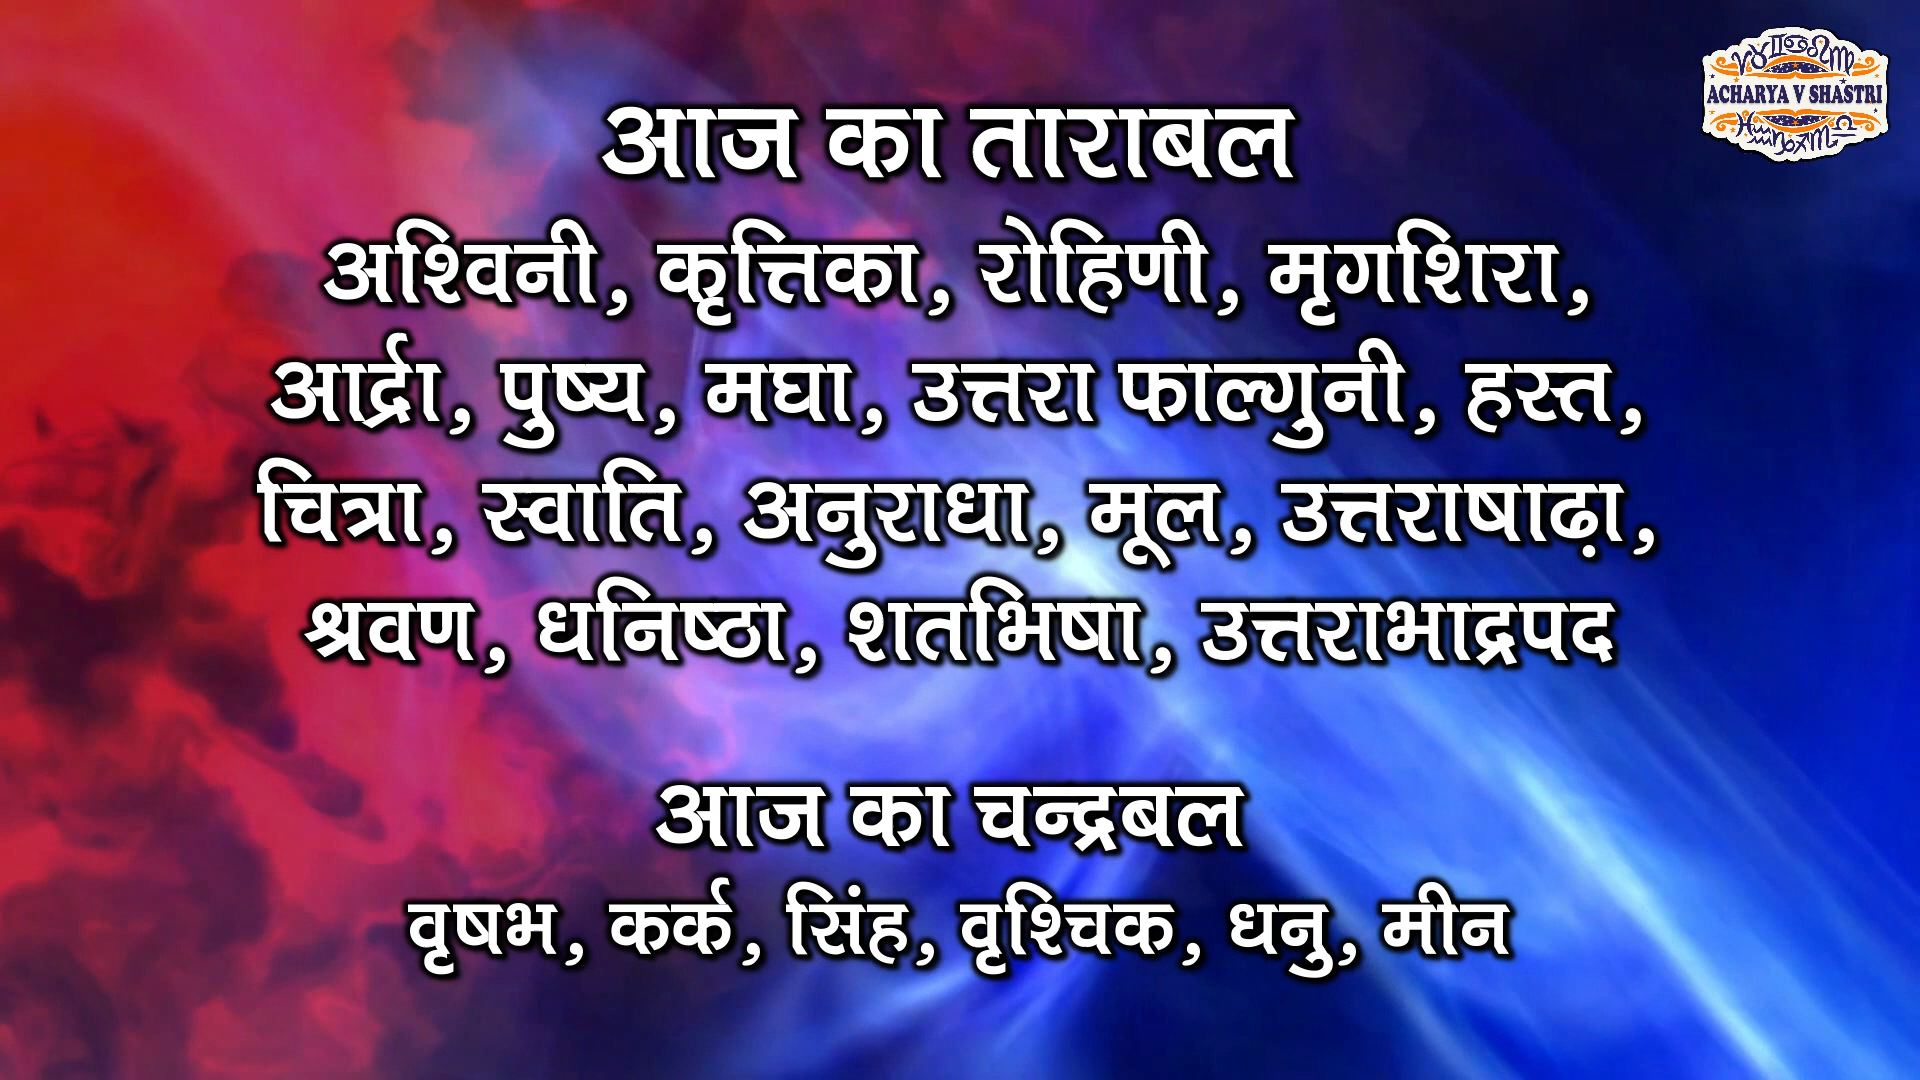 ACHARYA V SHASTRI
आज का ताराबल
अश्विनी, कृत्तिका, रोहिणी, मृगशिरा,
आर्द्रा, पुष्य, मघा, उत्तरा फाल्गुनी, हस्त,
चित्रा, स्वाति, अनुराधा, मूल, उत्तराषाढ़ा,
श्रवण, धनिष्ठा, शतभिषा, उत्तराभाद्रपद
आज का चन्द्रबल
वृषभ, कर्क, सिंह, वृश्चिक, धनु, मीन